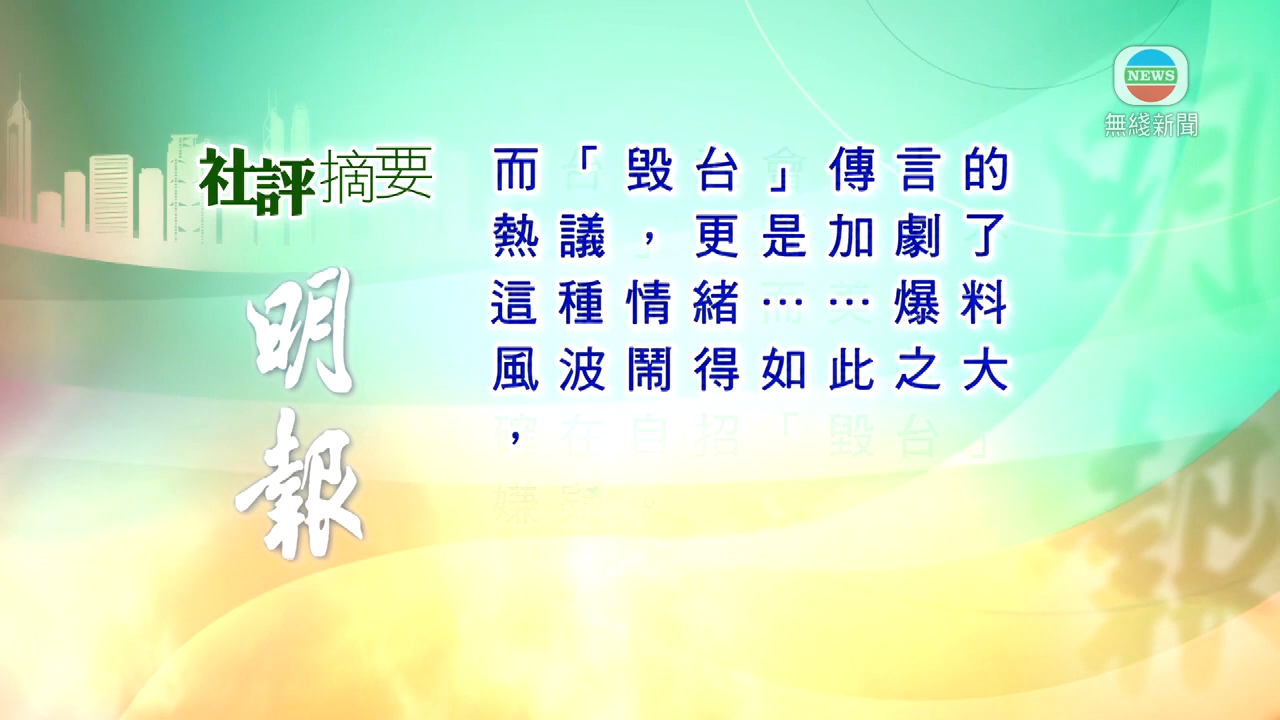 NEWS
無綫新聞
社評摘要
明報
而「毀台」傳言的
熱議，更是加劇了
這種情緒……爆料
風波鬧得如此之大
，